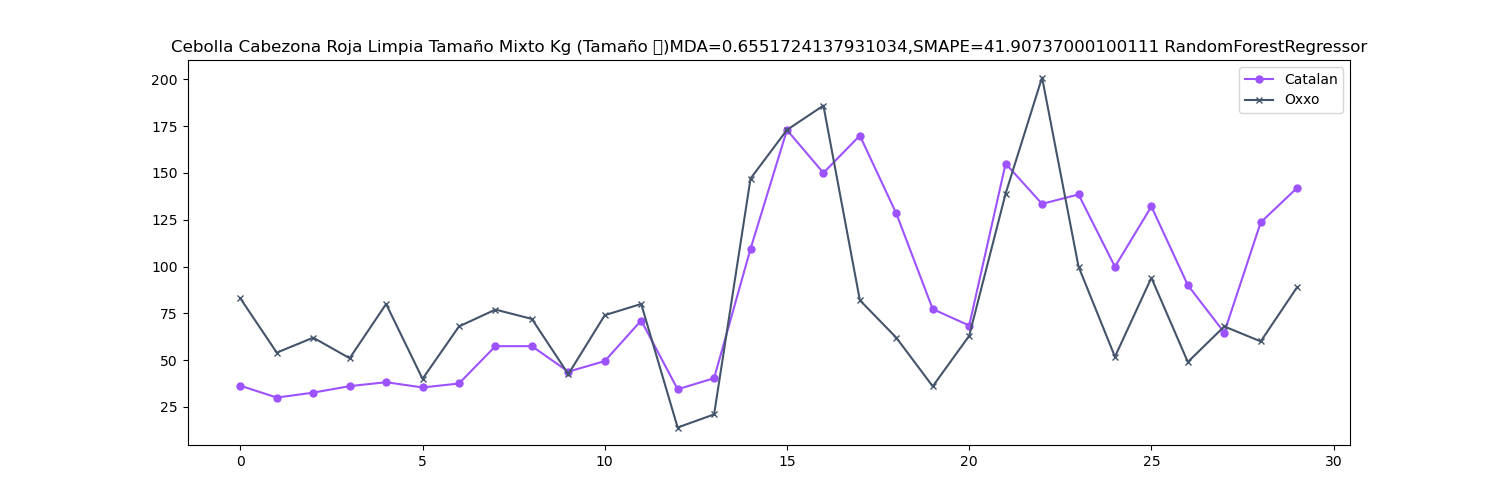 Cebolla Cabezona Roja Limpia Tamaño Mixto Kg (Tamaño ▯)MDA=0.6551724137931034,SMAPE=41.90737000100111 RandomForestRegressor
Catalan
Oxxo
200
175
150
125
100
75
50
25
0 5 10 15 20 25 30